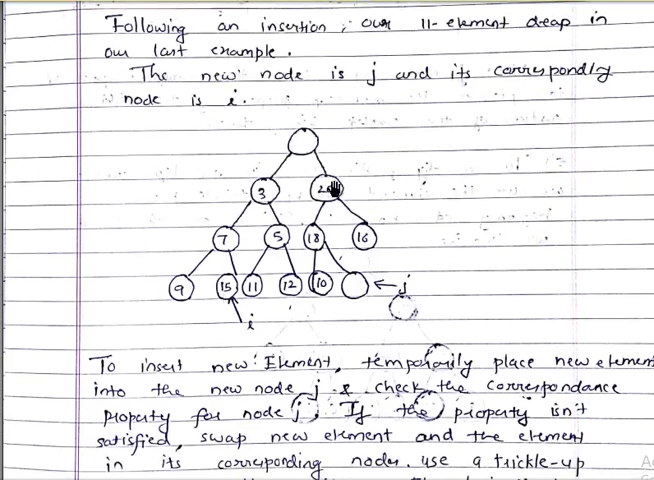 Following an insertion, our 11-element deap in
our last example.
The new node is j and its correspondly
node is i.
3
7 5 18 16
9 15 11 12 10 j
i
To insert new Element, temporarily place new element
into the new node j & check the correspondance
property for node j. If the property isn't
satisfied, swap new element and the element
in its corresponding node. use a trickle-up